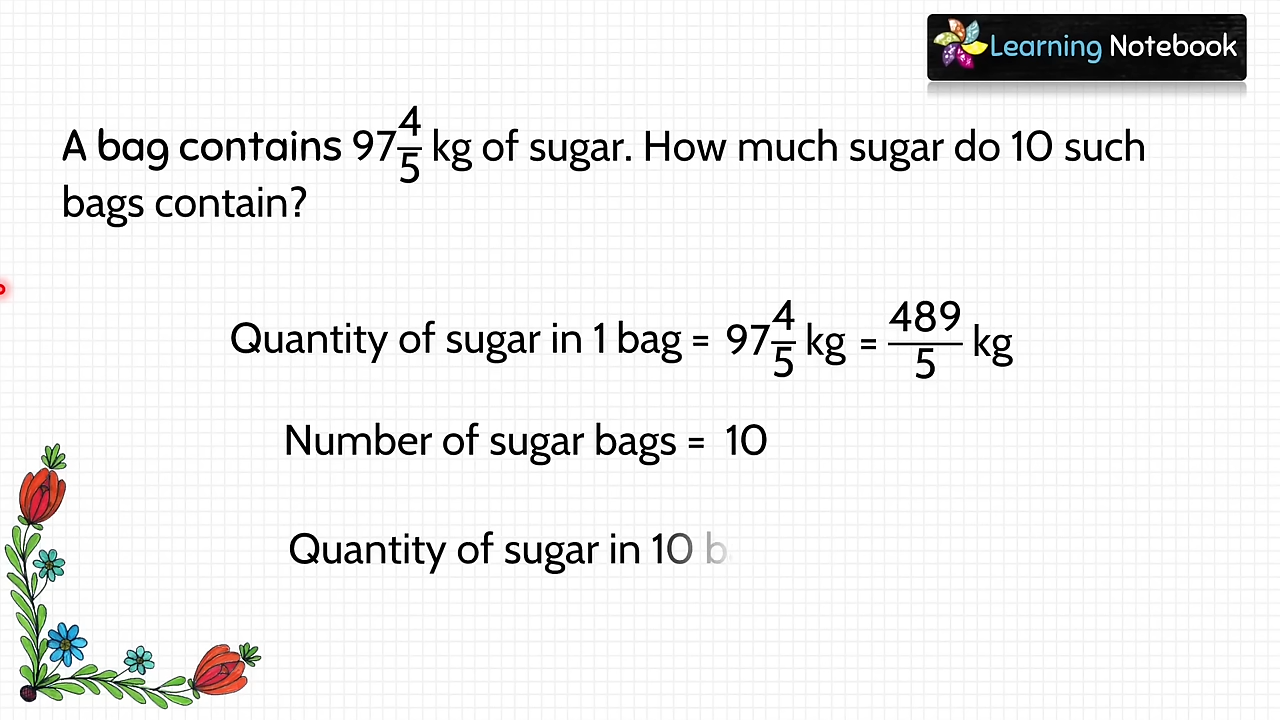 Learning Notebook
A bag contains 97 4/5 kg of sugar. How much sugar do 10 such
bags contain?
Quantity of sugar in 1 bag = 97 4/5 kg = 489/5 kg
Number of sugar bags = 10
Quantity of sugar in 10 b